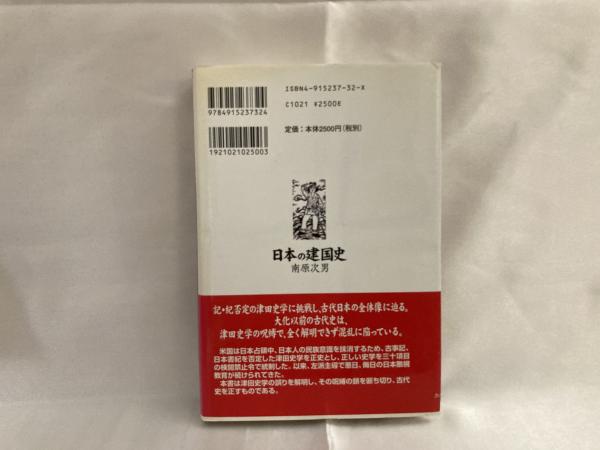 ISBN4-915237-32-X
C1021 ¥2500E
9784915237324
定価：本体2500円(税別)
1921021025003
日本の建国史
南原次男
記・紀否定の津田史学に挑戦し、古代日本の全体像に迫る。
大化以前の古代史は、
津田史学の呪縛で、全く解明できず混乱に陥っている。
米国は日本占領中、日本人の民族意識を抹消するため、古事記、
日本書紀を否定した津田史学を正史とし、正しい史学を三十項目
の検閲禁止令で統制した。以来、左派主導で悪日、侮日の日本蔑視
教育が続けられてきた。
本書は津田史学の誤りを解明し、その呪縛の鎖を断ち切り、古代
史を正すものである。